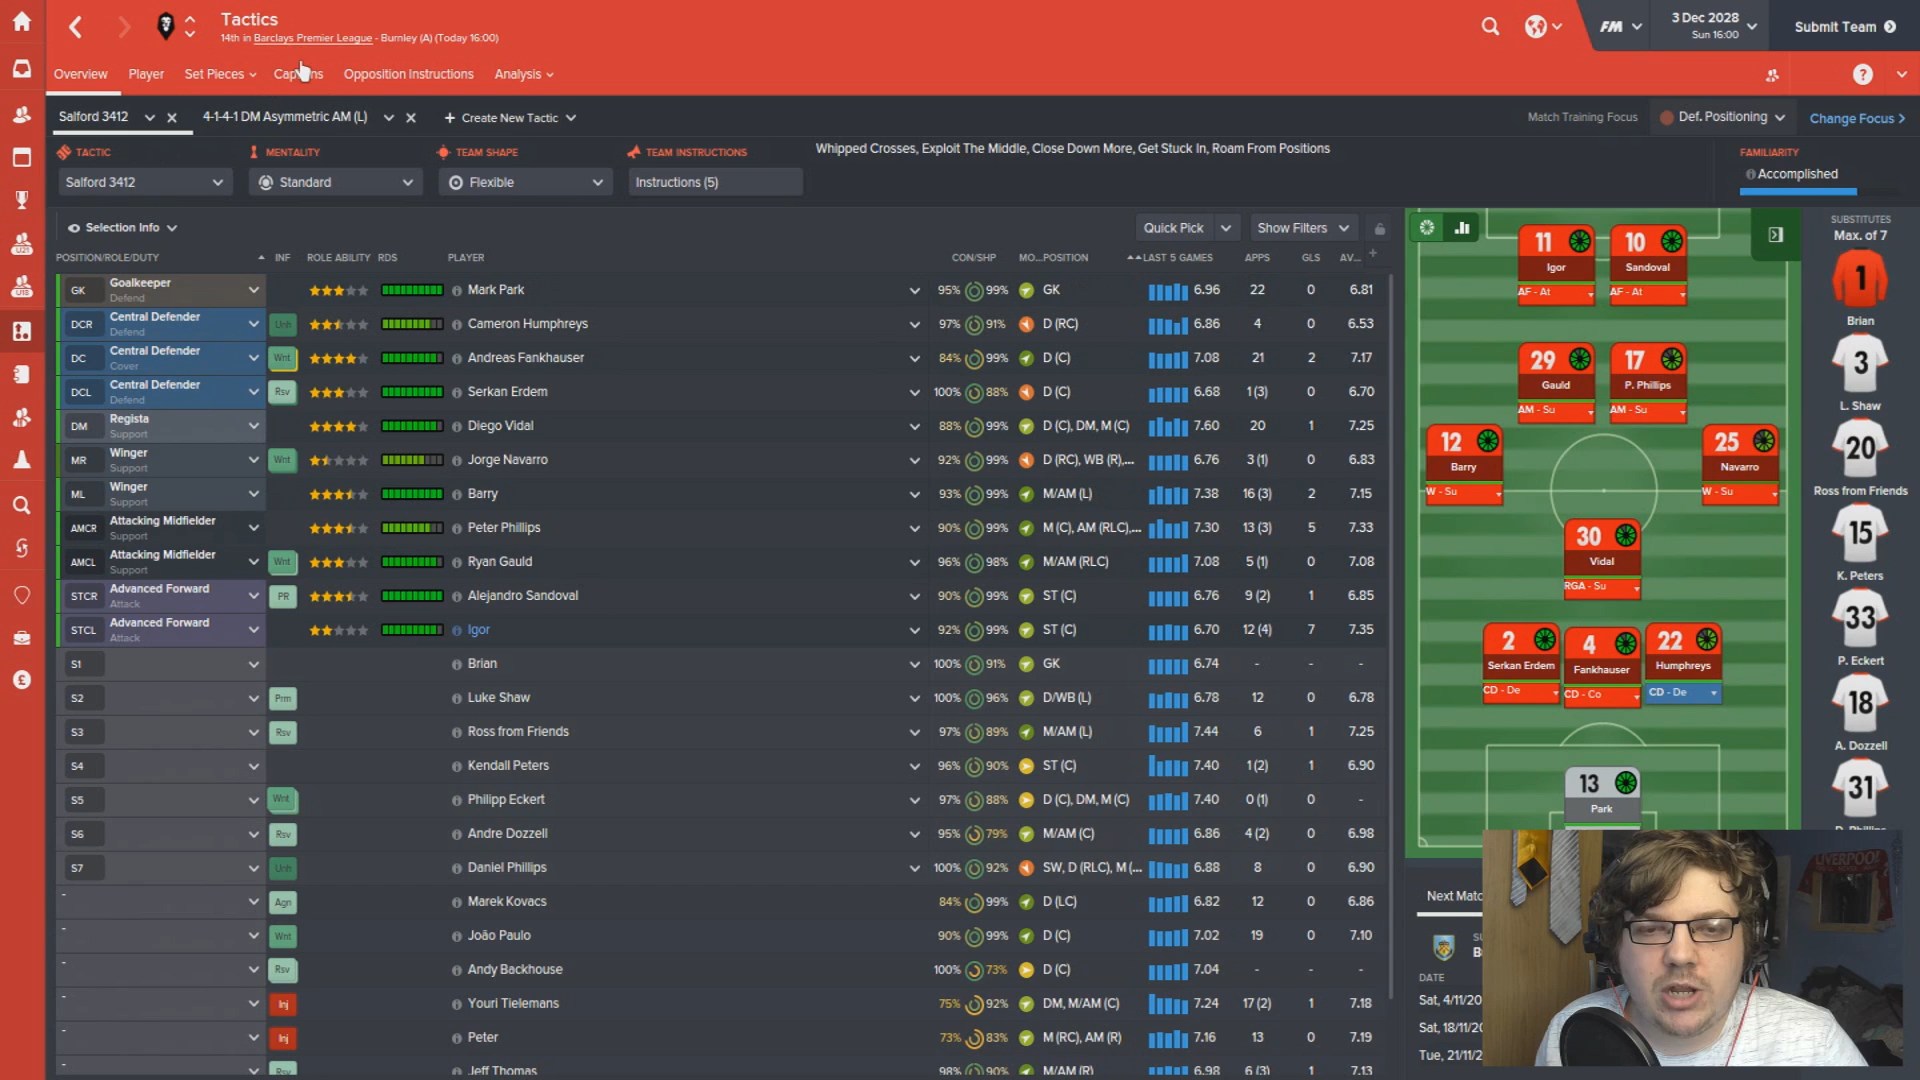 Tactics
14th in Barclays Premier League - Burnley (A) (Today 16:00)
FM
3 Dec 2028
Sun 16:00
Submit Team
Overview
Player
Set Pieces
Captains
Opposition Instructions
Analysis
Salford 3412
4-1-4-1 DM Asymmetric AM (L)
+ Create New Tactic
Match Training Focus
Def. Positioning
Change Focus >
TACTIC
MENTALITY
TEAM SHAPE
TEAM INSTRUCTIONS
Whipped Crosses, Exploit The Middle, Close Down More, Get Stuck In, Roam From Positions
FAMILIARITY
Accomplished
Salford 3412
Standard
Flexible
Instructions (5)
Selection Info
Quick Pick
Show Filters
POSITION/ROLE/DUTY INF ROLE ABILITY RDS PLAYER CON/SHP MO... POSITION LAST 5 GAMES APPS GLS AV...
GK Goalkeeper Defend Mark Park 95% 99% GK 6.96 22 0 6.81
DCR Central Defender Defend Unh Cameron Humphreys 97% 91% D (RC) 6.86 4 0 6.53
DC Central Defender Cover Wnt Andreas Fankhauser 84% 99% D (C) 7.08 21 2 7.17
DCL Central Defender Defend Rsv Serkan Erdem 100% 88% D (C) 6.68 1 (3) 0 6.70
DM Regista Support Diego Vidal 88% 99% D (C), DM, M (C) 7.60 20 1 7.25
MR Winger Support Wnt Jorge Navarro 92% 99% D (RC), WB (R),... 6.76 3 (1) 0 6.83
ML Winger Support Barry 93% 99% M/AM (L) 7.38 16 (3) 2 7.15
AMCR Attacking Midfielder Support Peter Phillips 90% 99% M (C), AM (RLC),... 7.30 13 (3) 5 7.33
AMCL Attacking Midfielder Support Wnt Ryan Gauld 96% 98% M/AM (RLC) 7.08 5 (1) 0 7.08
STCR Advanced Forward Attack PR Alejandro Sandoval 90% 99% ST (C) 6.76 9 (2) 1 6.85
STCL Advanced Forward Attack Igor 92% 99% ST (C) 6.70 12 (4) 7 7.35
S1 Brian 100% 91% GK 6.74 - - -
S2 Prm Luke Shaw 100% 96% D/WB (L) 6.78 12 0 6.78
S3 Rsv Ross from Friends 97% 89% M/AM (L) 7.44 6 1 7.25
S4 Kendall Peters 96% 90% ST (C) 7.40 1 (2) 1 6.90
S5 Wnt Philipp Eckert 97% 88% D (C), DM, M (C) 7.40 0 (1) 0 -
S6 Rsv Andre Dozzell 95% 79% M/AM (C) 6.86 4 (2) 0 6.98
S7 Unh Daniel Phillips 100% 92% SW, D (RLC), M (... 6.88 8 0 6.90
- Agn Marek Kovacs 84% 99% D (LC) 6.82 12 0 6.86
- Wnt João Paulo 90% 99% D (C) 7.02 19 0 7.10
- Rsv Andy Backhouse 100% 73% D (C) 7.04 - - -
- Inj Youri Tielemans 75% 92% DM, M/AM (C) 7.24 17 (2) 1 7.18
- Inj Peter 73% 83% M (RC), AM (R) 7.16 13 0 7.19
- Rsv Jeff Thomas 98% 90% M/AM (R) 6.98 6 (3) 1 7.13
11 Igor AF - At
10 Sandoval AF - At
29 Gauld AM - Su
17 P. Phillips AM - Su
12 Barry W - Su
25 Navarro W - Su
30 Vidal RGA - Su
2 Serkan Erdem CD - De
4 Fankhauser CD - Co
22 Humphreys CD - De
13 Park
SUBSTITUTES
Max. of 7
1
Brian
3
L. Shaw
20
Ross from Friends
15
K. Peters
33
P. Eckert
18
A. Dozzell
31
Next Matc
DATE
Sat, 4/11/20
Sat, 18/11/20
Tue, 21/11/2
LIVERPOOL